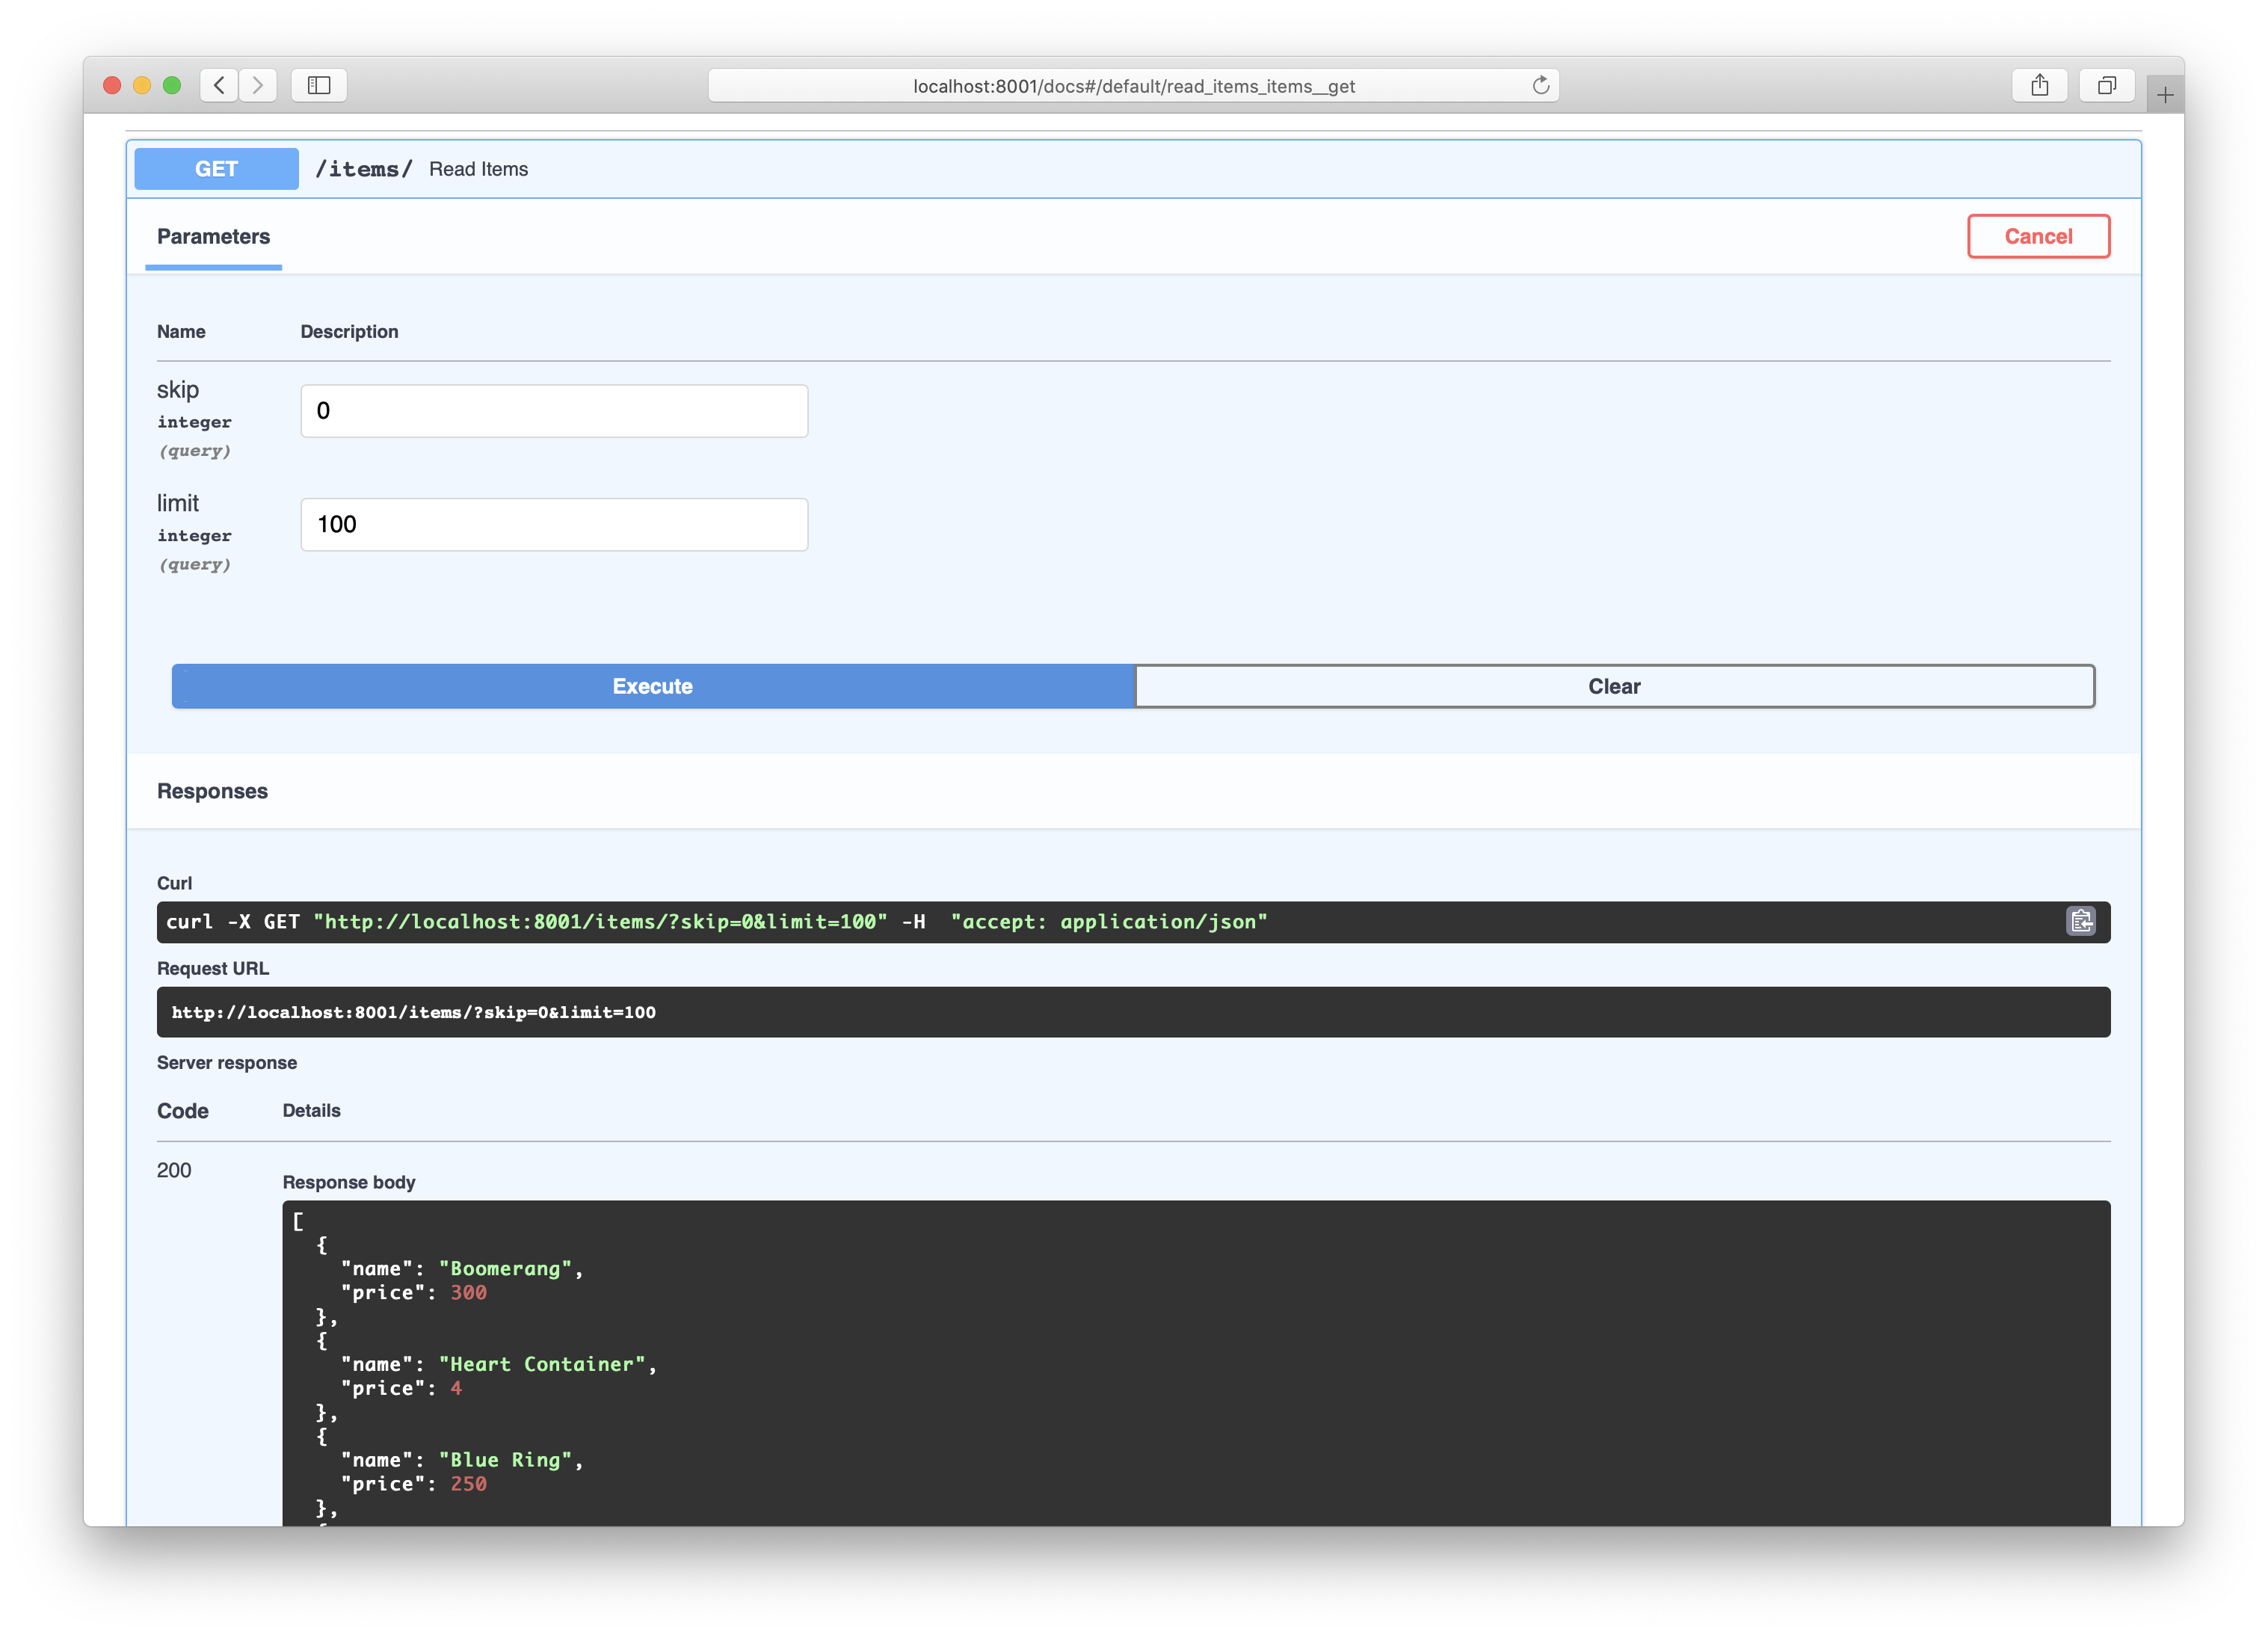 localhost:8001/docs#/default/read_items_items__get
GET /items/ Read Items
Parameters
Cancel
Name Description
skip
integer
(query)
0
limit
integer
(query)
100
Execute
Clear
Responses
Curl
curl -X GET "http://localhost:8001/items/?skip=0&limit=100" -H  "accept: application/json"
Request URL
http://localhost:8001/items/?skip=0&limit=100
Server response
Code Details
200
Response body
[
  {
    "name": "Boomerang",
    "price": 300
  },
  {
    "name": "Heart Container",
    "price": 4
  },
  {
    "name": "Blue Ring",
    "price": 250
  },